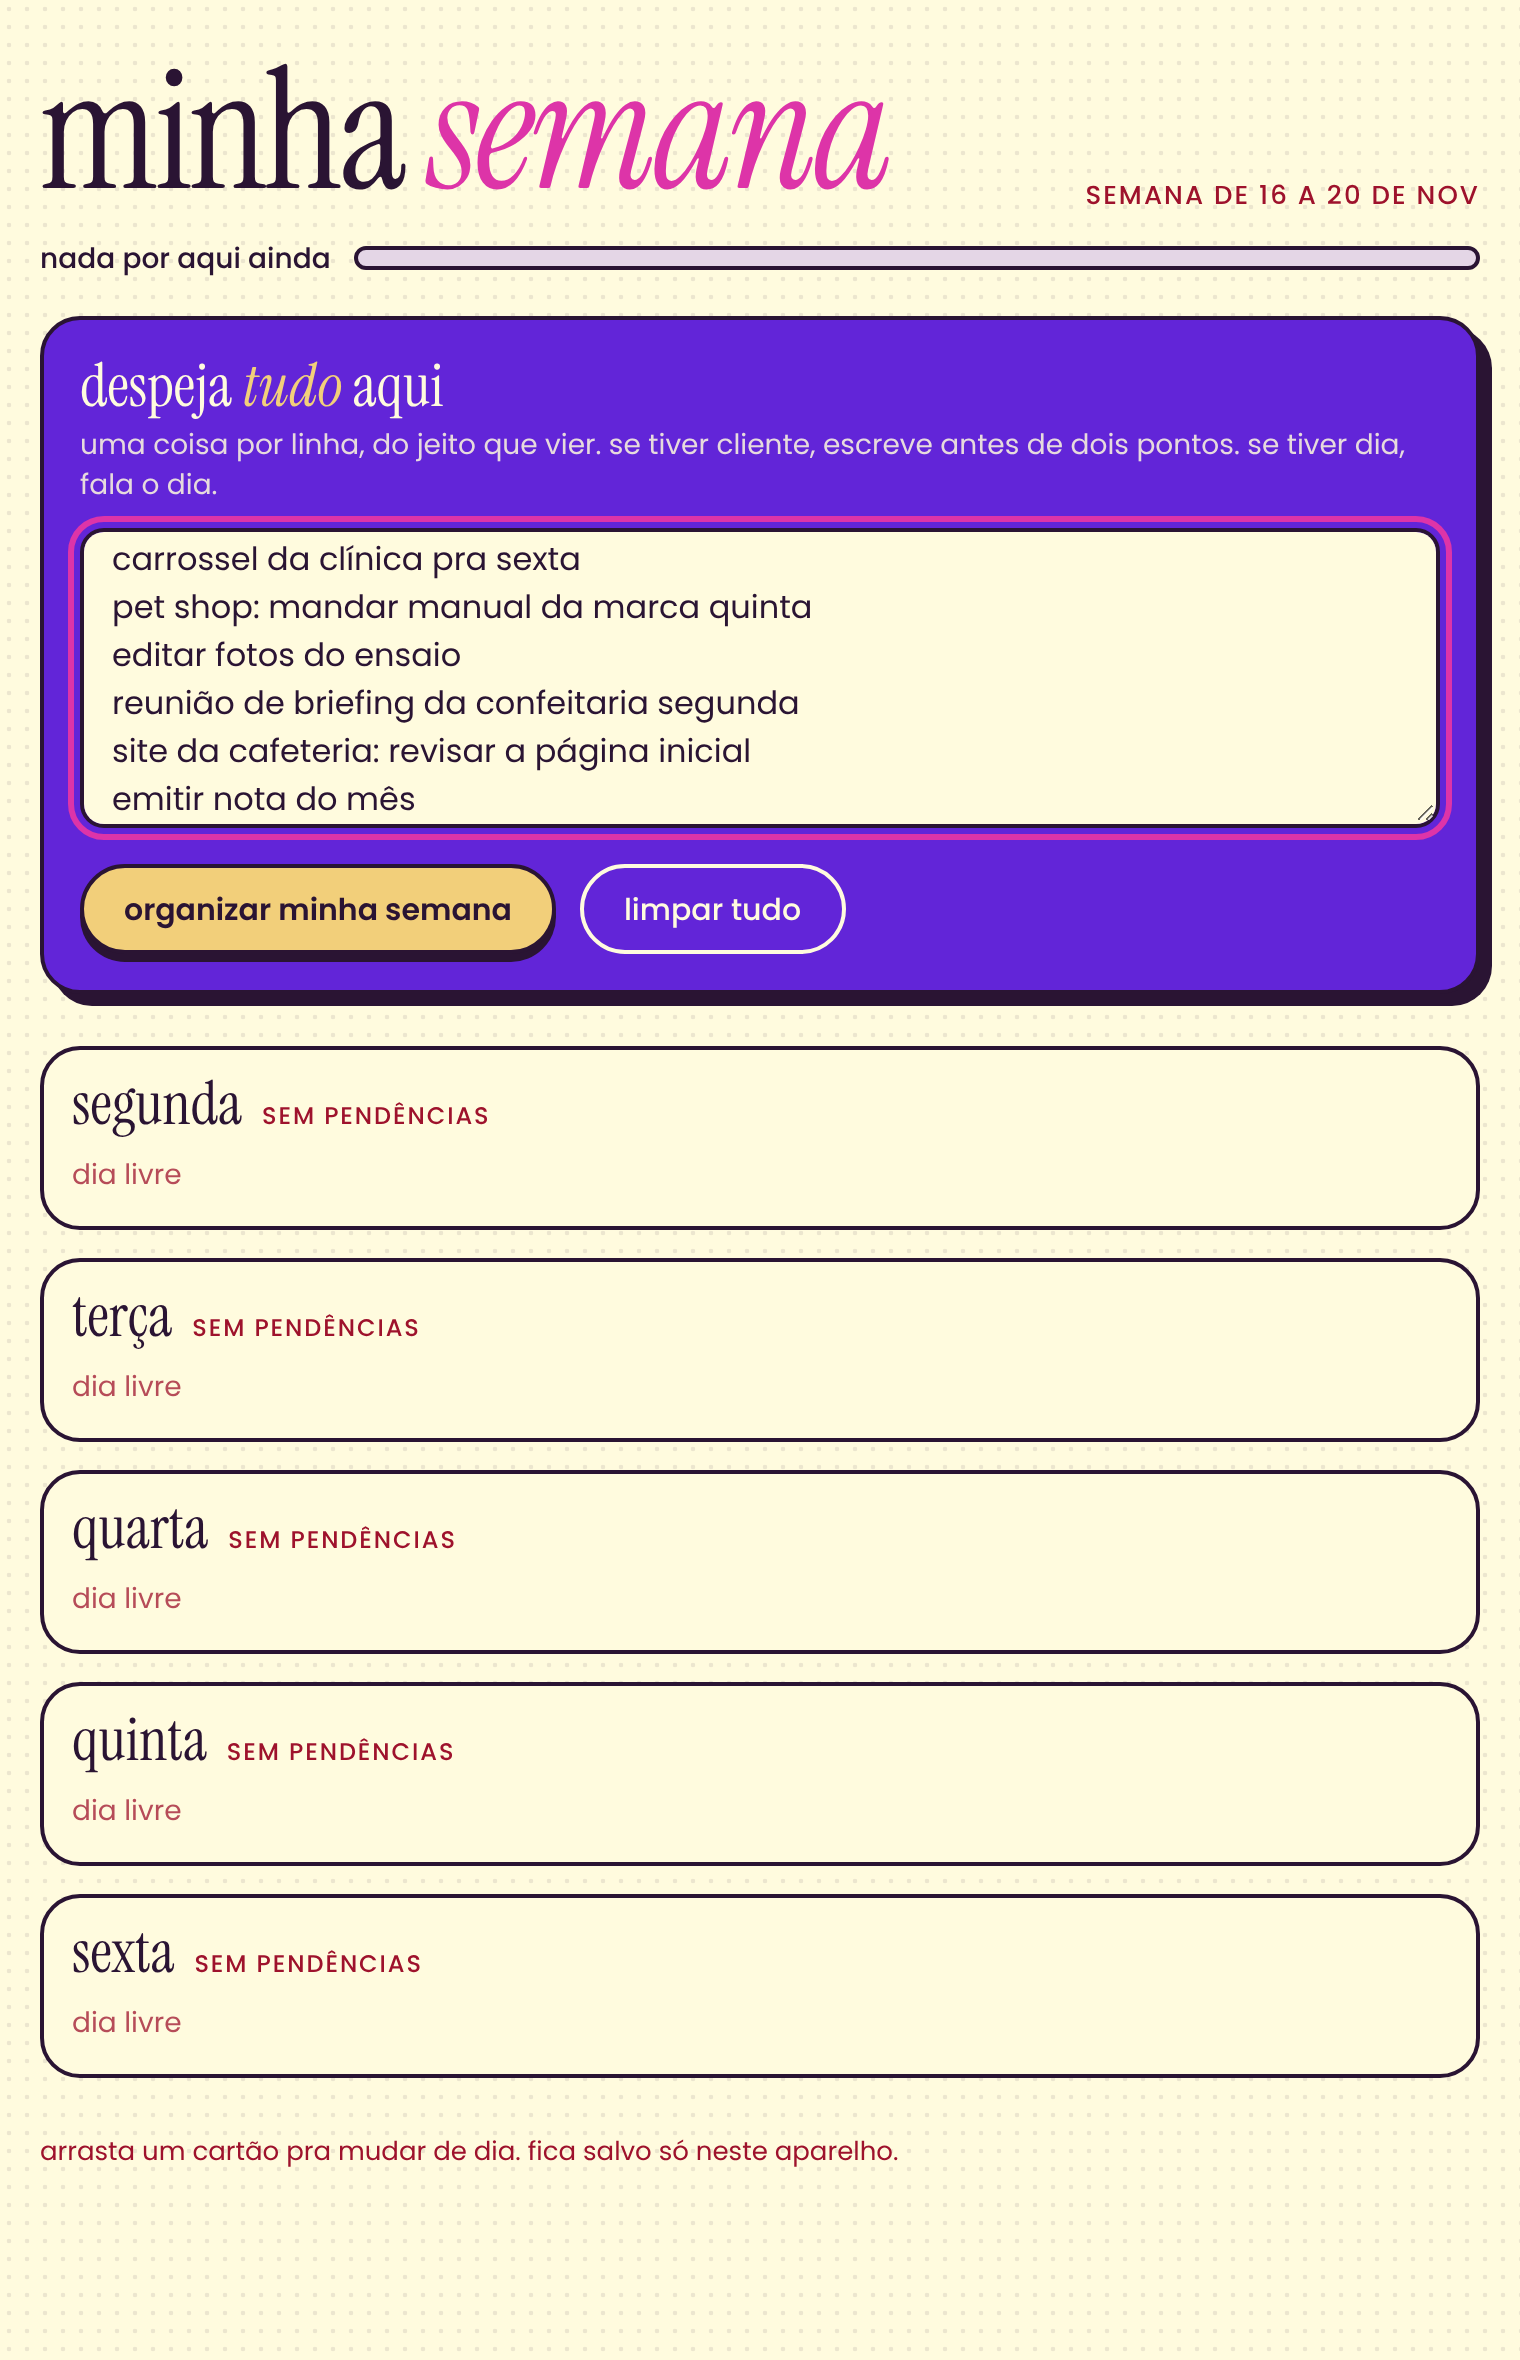 minha semana
SEMANA DE 16 A 20 DE NOV
nada por aqui ainda
despeja tudo aqui
uma coisa por linha, do jeito que vier. se tiver cliente, escreve antes de dois pontos. se tiver dia,
fala o dia.
carrossel da clínica pra sexta
pet shop: mandar manual da marca quinta
editar fotos do ensaio
reunião de briefing da confeitaria segunda
site da cafeteria: revisar a página inicial
emitir nota do mês
organizar minha semana
limpar tudo
segunda SEM PENDÊNCIAS
dia livre
terça SEM PENDÊNCIAS
dia livre
quarta SEM PENDÊNCIAS
dia livre
quinta SEM PENDÊNCIAS
dia livre
sexta SEM PENDÊNCIAS
dia livre
arrasta um cartão pra mudar de dia. fica salvo só neste aparelho.